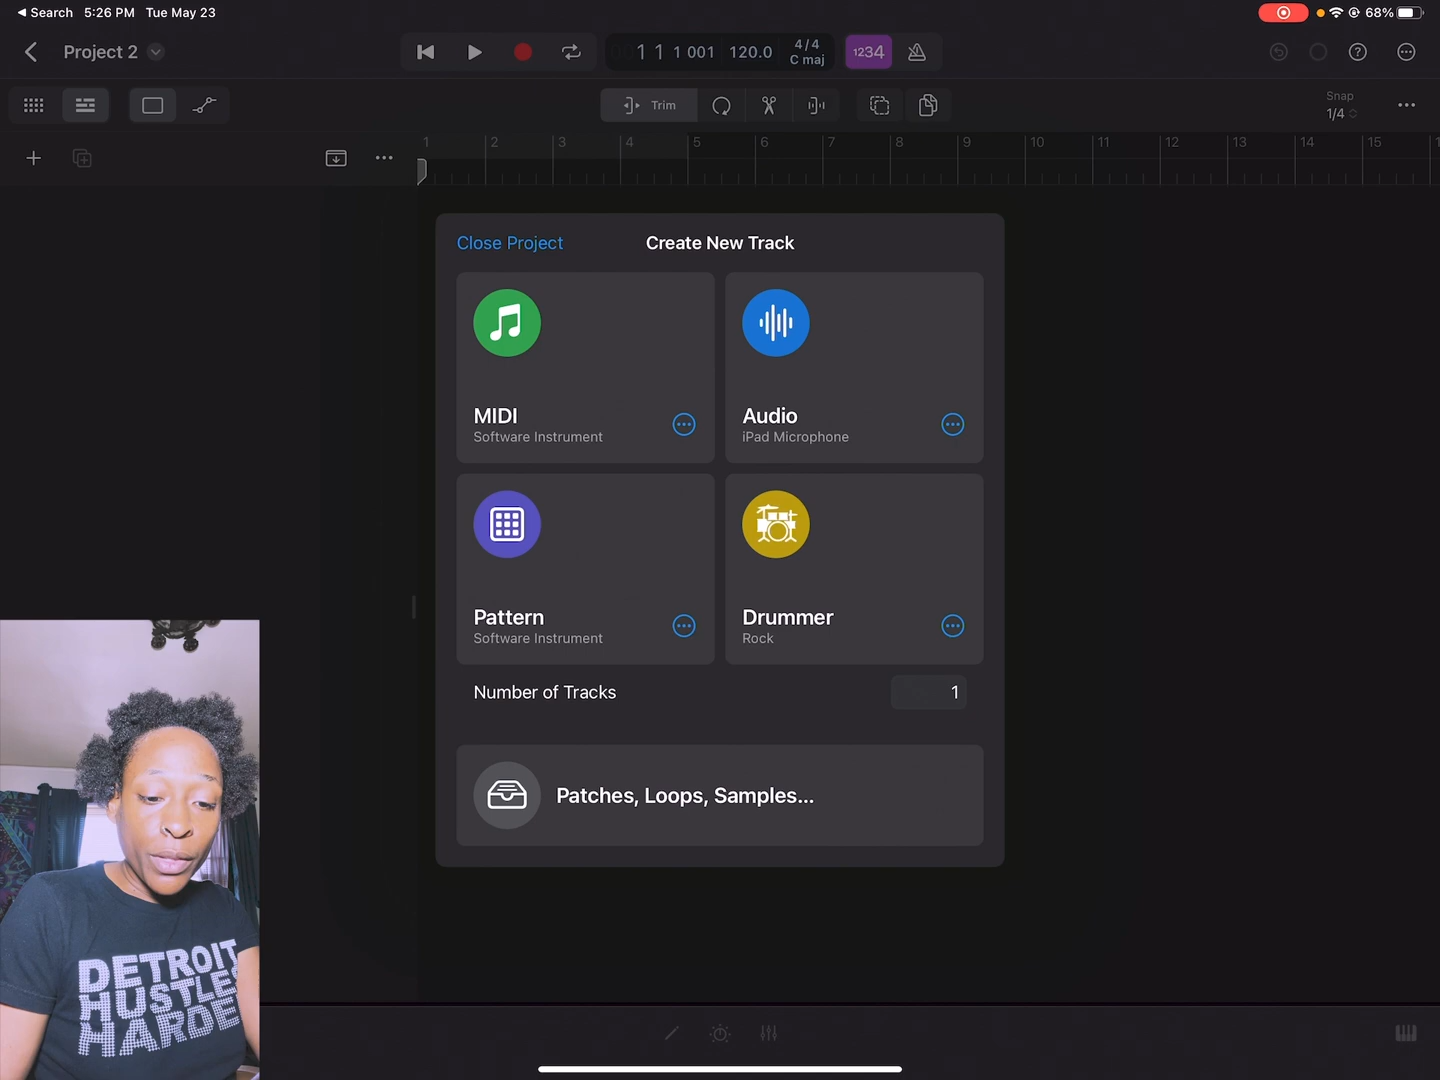 Search 5:26 PM Tue May 23
68%
Project 2
1 1 1 001 120.0 4/4 C maj
1234
Trim
Snap
1/4
1 2 3 4 5 6 7 8 9 10 11 12 13 14 15
Close Project Create New Track
MIDI
Software Instrument
Audio
iPad Microphone
Pattern
Software Instrument
Drummer
Rock
Number of Tracks 1
Patches, Loops, Samples...
DETROIT
HUSTLES
HARDE